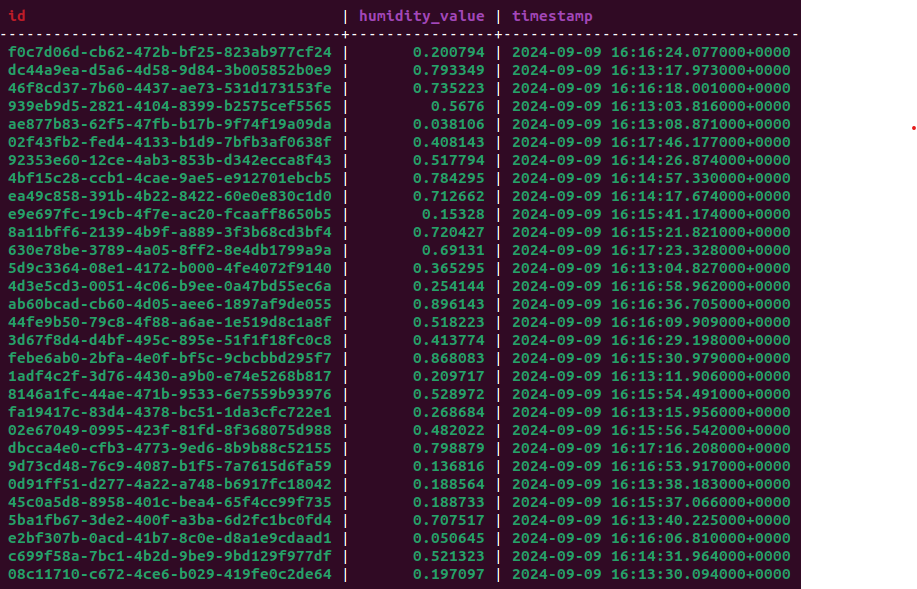 id | humidity_value | timestamp
--------------------------------------+----------------+---------------------------------
f0c7d06d-cb62-472b-bf25-823ab977cf24 | 0.200794 | 2024-09-09 16:16:24.077000+0000
dc44a9ea-d5a6-4d58-9d84-3b005852b0e9 | 0.793349 | 2024-09-09 16:13:17.973000+0000
46f8cd37-7b60-4437-ae73-531d173153fe | 0.735223 | 2024-09-09 16:16:18.001000+0000
939eb9d5-2821-4104-8399-b2575cef5565 | 0.5676 | 2024-09-09 16:13:03.816000+0000
ae877b83-62f5-47fb-b17b-9f74f19a09da | 0.038106 | 2024-09-09 16:13:08.871000+0000
02f43fb2-fed4-4133-b1d9-7bfb3af0638f | 0.408143 | 2024-09-09 16:17:46.177000+0000
92353e60-12ce-4ab3-853b-d342ecca8f43 | 0.517794 | 2024-09-09 16:14:26.874000+0000
4bf15c28-ccb1-4cae-9ae5-e912701ebcb5 | 0.784295 | 2024-09-09 16:14:57.330000+0000
ea49c858-391b-4b22-8422-60e0e830c1d0 | 0.712662 | 2024-09-09 16:14:17.674000+0000
e9e697fc-19cb-4f7e-ac20-fcaaff8650b5 | 0.15328 | 2024-09-09 16:15:41.174000+0000
8a11bff6-2139-4b9f-a889-3f3b68cd3bf4 | 0.720427 | 2024-09-09 16:15:21.821000+0000
630e78be-3789-4a05-8ff2-8e4db1799a9a | 0.69131 | 2024-09-09 16:17:23.328000+0000
5d9c3364-08e1-4172-b000-4fe4072f9140 | 0.365295 | 2024-09-09 16:13:04.827000+0000
4d3e5cd3-0051-4c06-b9ee-0a47bd55ec6a | 0.254144 | 2024-09-09 16:16:58.962000+0000
ab60bcad-cb60-4d05-aee6-1897af9de055 | 0.896143 | 2024-09-09 16:16:36.705000+0000
44fe9b50-79c8-4f88-a6ae-1e519d8c1a8f | 0.518223 | 2024-09-09 16:16:09.909000+0000
3d67f8d4-d4bf-495c-895e-51f1f18fc0c8 | 0.413774 | 2024-09-09 16:16:29.198000+0000
febe6ab0-2bfa-4e0f-bf5c-9cbcbbd295f7 | 0.868083 | 2024-09-09 16:15:30.979000+0000
1adf4c2f-3d76-4430-a9b0-e74e5268b817 | 0.209717 | 2024-09-09 16:13:11.906000+0000
8146a1fc-44ae-471b-9533-6e7559b93976 | 0.528972 | 2024-09-09 16:15:54.491000+0000
fa19417c-83d4-4378-bc51-1da3cfc722e1 | 0.268684 | 2024-09-09 16:13:15.956000+0000
02e67049-0995-423f-81fd-8f368075d988 | 0.482022 | 2024-09-09 16:15:56.542000+0000
dbcca4e0-cfb3-4773-9ed6-8b9b88c52155 | 0.798879 | 2024-09-09 16:17:16.208000+0000
9d73cd48-76c9-4087-b1f5-7a7615d6fa59 | 0.136816 | 2024-09-09 16:16:53.917000+0000
0d91ff51-d277-4a22-a748-b6917fc18042 | 0.188564 | 2024-09-09 16:13:38.183000+0000
45c0a5d8-8958-401c-bea4-65f4cc99f735 | 0.188733 | 2024-09-09 16:15:37.066000+0000
5ba1fb67-3de2-400f-a3ba-6d2fc1bc0fd4 | 0.707517 | 2024-09-09 16:13:40.225000+0000
e2bf307b-0acd-41b7-8c0e-d8a1e9cdaad1 | 0.050645 | 2024-09-09 16:16:06.810000+0000
c699f58a-7bc1-4b2d-9be9-9bd129f977df | 0.521323 | 2024-09-09 16:14:31.964000+0000
08c11710-c672-4ce6-b029-419fe0c2de64 | 0.197097 | 2024-09-09 16:13:30.094000+0000